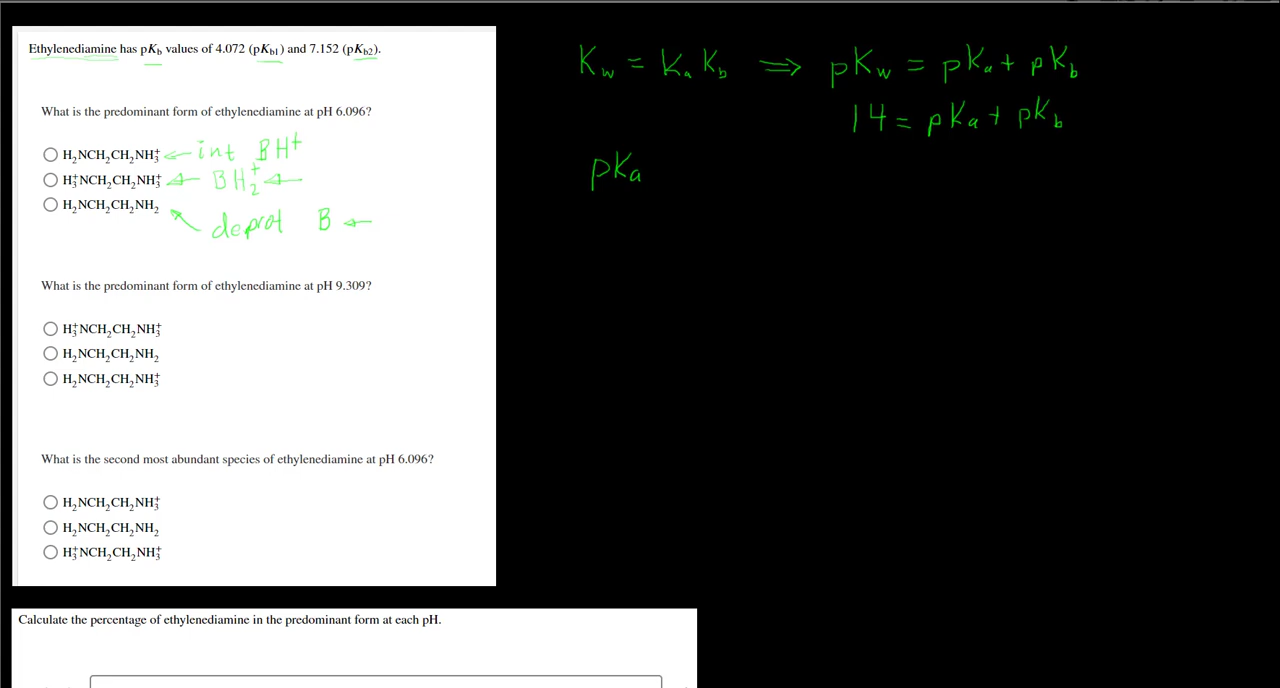 Ethylenediamine has pKb values of 4.072 (pKb1) and 7.152 (pKb2).
What is the predominant form of ethylenediamine at pH 6.096?
H₂NCH₂CH₂NH₃⁺ ← int BH⁺
H₃⁺NCH₂CH₂NH₃⁺ ← BH₂⁺ ←
H₂NCH₂CH₂NH₂
deprot B ←
What is the predominant form of ethylenediamine at pH 9.309?
H₃⁺NCH₂CH₂NH₃⁺
H₂NCH₂CH₂NH₂
H₂NCH₂CH₂NH₃⁺
What is the second most abundant species of ethylenediamine at pH 6.096?
H₂NCH₂CH₂NH₃⁺
H₂NCH₂CH₂NH₂
H₃⁺NCH₂CH₂NH₃⁺
Calculate the percentage of ethylenediamine in the predominant form at each pH.
Kw = Ka Kb ⇒ pKw = pKa + pKb
14 = pKa + pKb
pKa